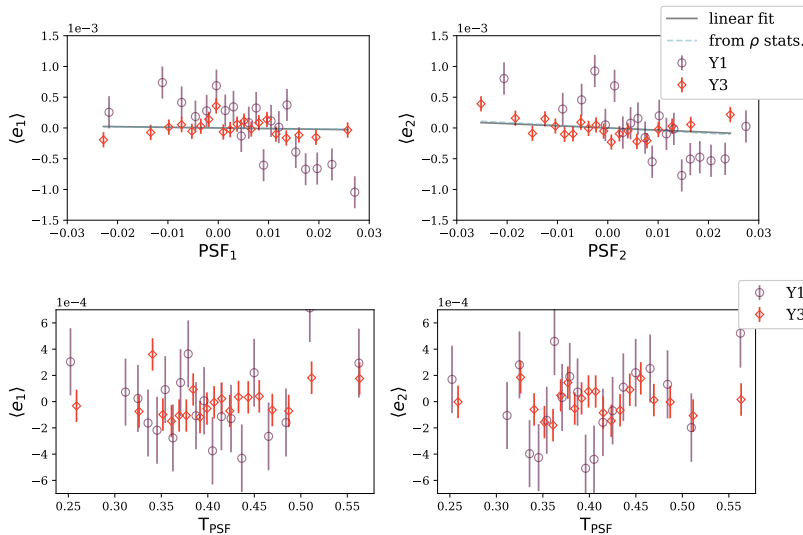 1e−3
1.5
1.0
0.5
0.0
−0.5
−1.0
−1.5
⟨e₁⟩
−0.03 −0.02 −0.01 0.00 0.01 0.02 0.03
PSF₁
1e−3
1.5
1.0
0.5
0.0
−0.5
−1.0
−1.5
⟨e₂⟩
−0.03 −0.02 −0.01 0.00 0.01 0.02 0.03
PSF₂
linear fit
from ρ stats.
Y1
Y3
1e−4
6
4
2
0
−2
−4
−6
⟨e₁⟩
0.25 0.30 0.35 0.40 0.45 0.50 0.55
T_PSF
1e−4
6
4
2
0
−2
−4
−6
⟨e₂⟩
0.25 0.30 0.35 0.40 0.45 0.50 0.55
T_PSF
Y1
Y3